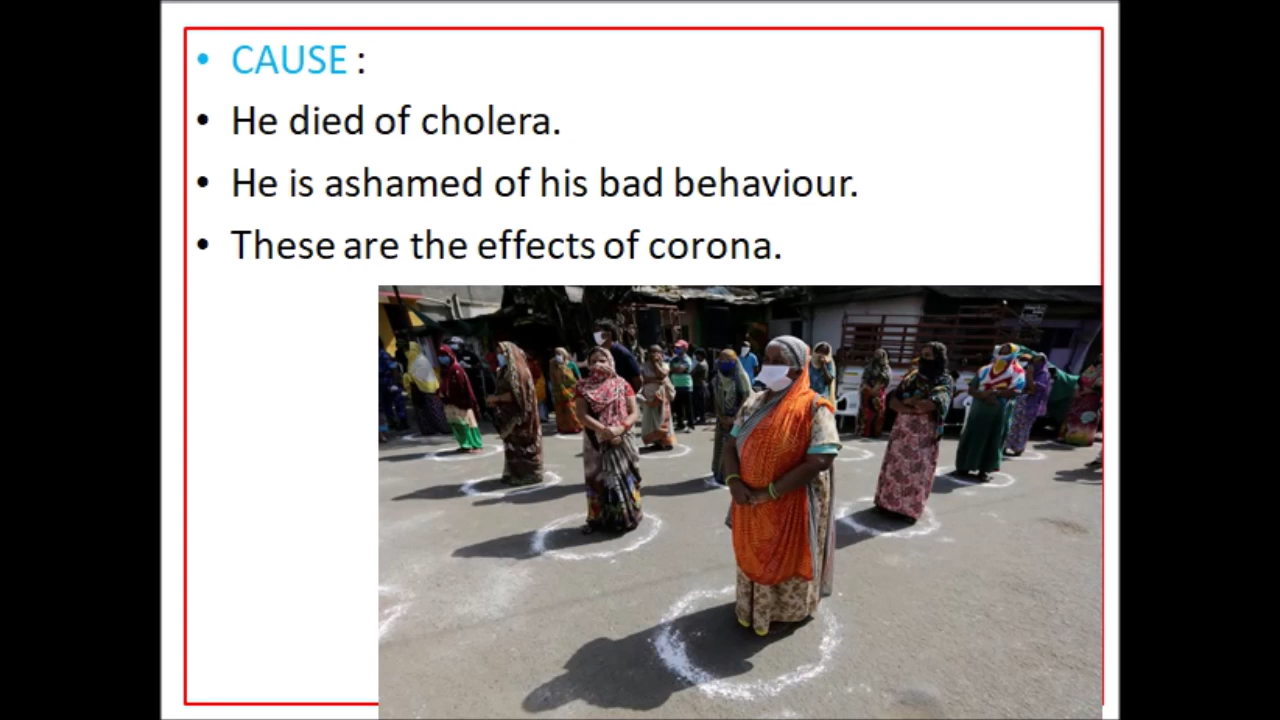 • CAUSE :
• He died of cholera.
• He is ashamed of his bad behaviour.
• These are the effects of corona.